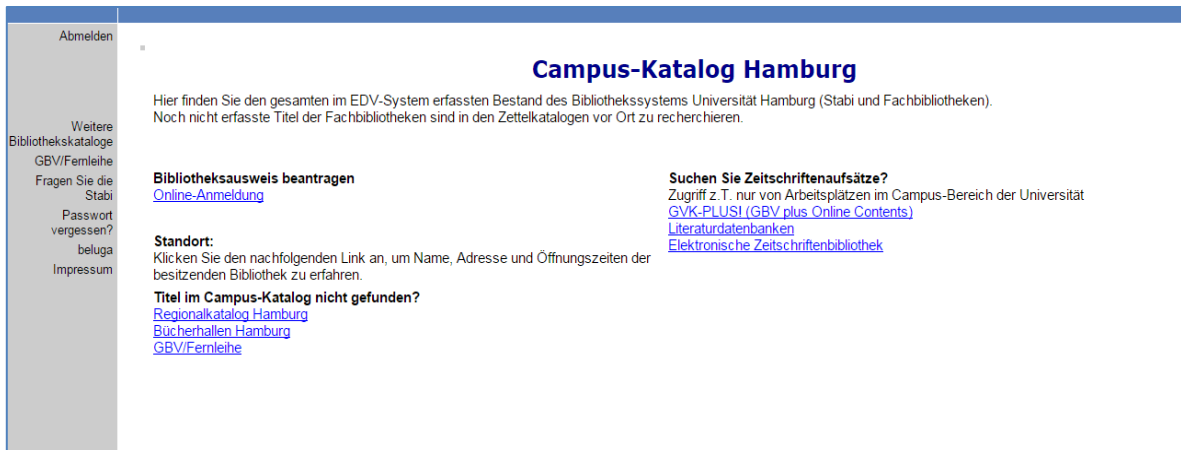 Abmelden
Weitere
Bibliothekskataloge
GBV/Fernleihe
Fragen Sie die
Stabi
Passwort
vergessen?
beluga
Impressum
Campus-Katalog Hamburg
Hier finden Sie den gesamten im EDV-System erfassten Bestand des Bibliothekssystems Universität Hamburg (Stabi und Fachbibliotheken).
Noch nicht erfasste Titel der Fachbibliotheken sind in den Zettelkatalogen vor Ort zu recherchieren.
Bibliotheksausweis beantragen
Online-Anmeldung
Standort:
Klicken Sie den nachfolgenden Link an, um Name, Adresse und Öffnungszeiten der
besitzenden Bibliothek zu erfahren.
Titel im Campus-Katalog nicht gefunden?
Regionalkatalog Hamburg
Bücherhallen Hamburg
GBV/Fernleihe
Suchen Sie Zeitschriftenaufsätze?
Zugriff z.T. nur von Arbeitsplätzen im Campus-Bereich der Universität
GVK-PLUS! (GBV plus Online Contents)
Literaturdatenbanken
Elektronische Zeitschriftenbibliothek